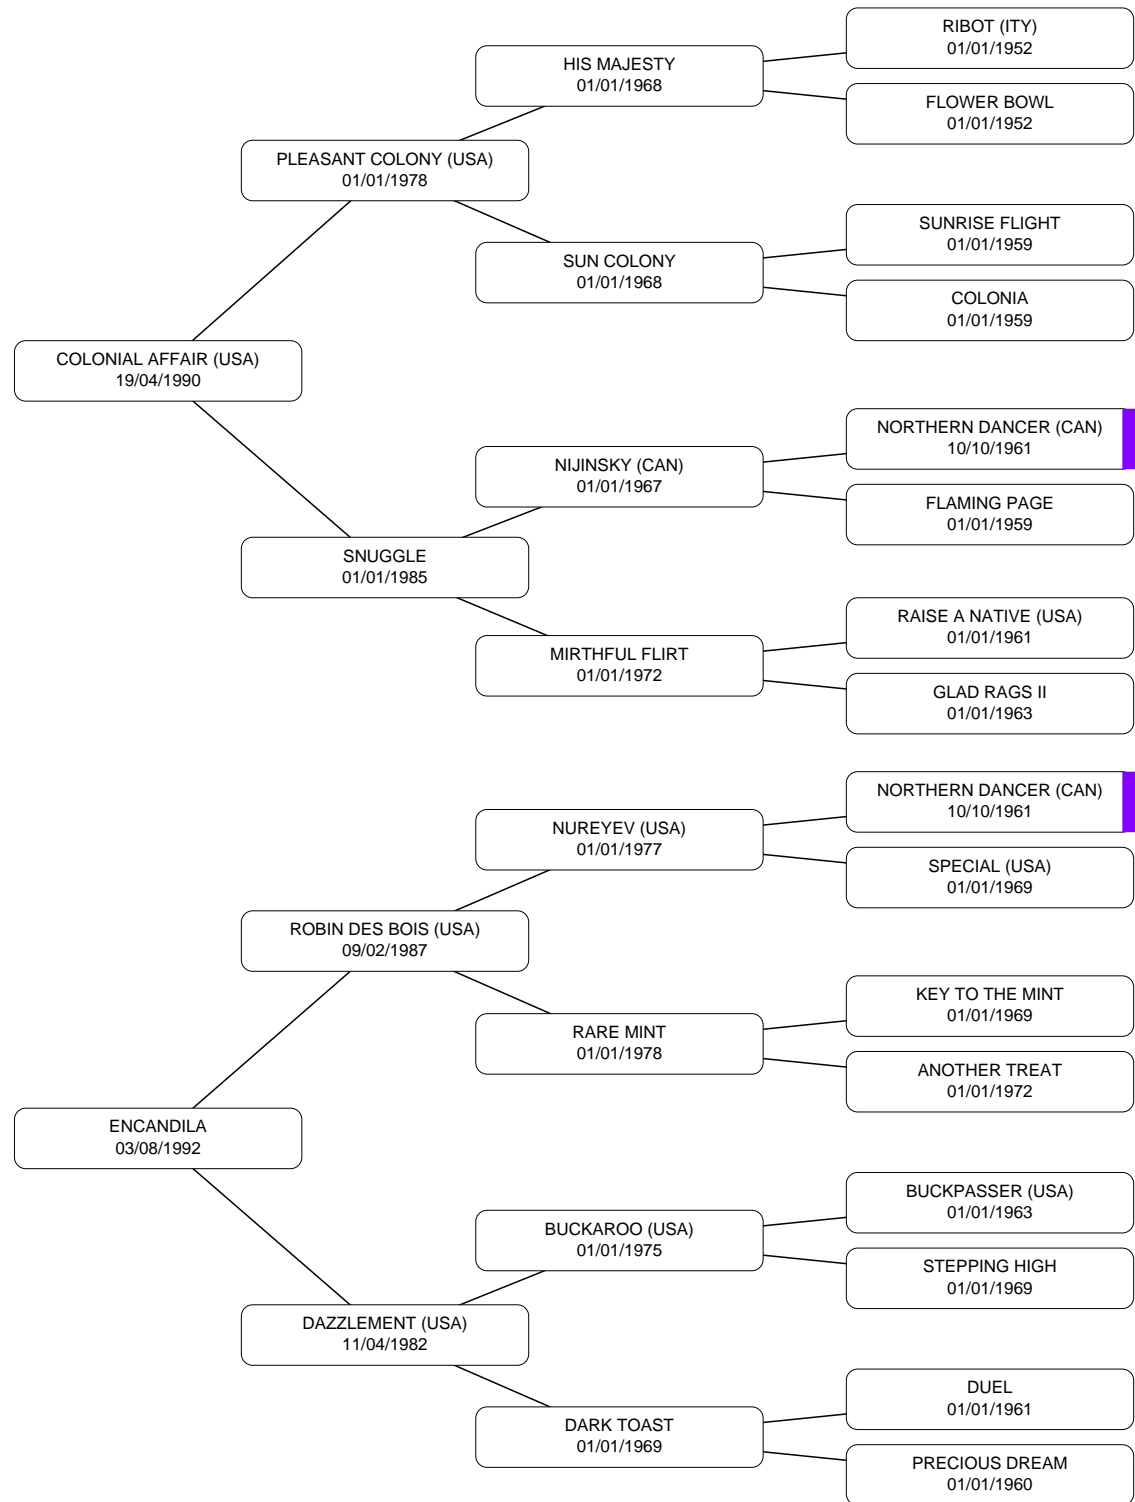 RIBOT (ITY)
01/01/1952
HIS MAJESTY
01/01/1968
FLOWER BOWL
01/01/1952
PLEASANT COLONY (USA)
01/01/1978
SUNRISE FLIGHT
01/01/1959
SUN COLONY
01/01/1968
COLONIA
01/01/1959
COLONIAL AFFAIR (USA)
19/04/1990
NORTHERN DANCER (CAN)
10/10/1961
NIJINSKY (CAN)
01/01/1967
FLAMING PAGE
01/01/1959
SNUGGLE
01/01/1985
RAISE A NATIVE (USA)
01/01/1961
MIRTHFUL FLIRT
01/01/1972
GLAD RAGS II
01/01/1963
NORTHERN DANCER (CAN)
10/10/1961
NUREYEV (USA)
01/01/1977
SPECIAL (USA)
01/01/1969
ROBIN DES BOIS (USA)
09/02/1987
KEY TO THE MINT
01/01/1969
RARE MINT
01/01/1978
ANOTHER TREAT
01/01/1972
ENCANDILA
03/08/1992
BUCKPASSER (USA)
01/01/1963
BUCKAROO (USA)
01/01/1975
STEPPING HIGH
01/01/1969
DAZZLEMENT (USA)
11/04/1982
DUEL
01/01/1961
DARK TOAST
01/01/1969
PRECIOUS DREAM
01/01/1960